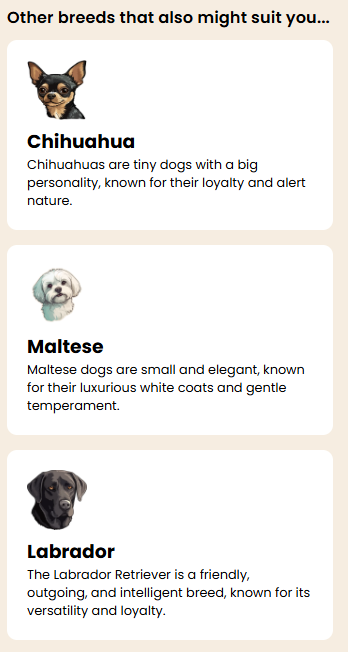 Other breeds that also might suit you...
Chihuahua
Chihuahuas are tiny dogs with a big
personality, known for their loyalty and alert
nature.
Maltese
Maltese dogs are small and elegant, known
for their luxurious white coats and gentle
temperament.
Labrador
The Labrador Retriever is a friendly,
outgoing, and intelligent breed, known for its
versatility and loyalty.